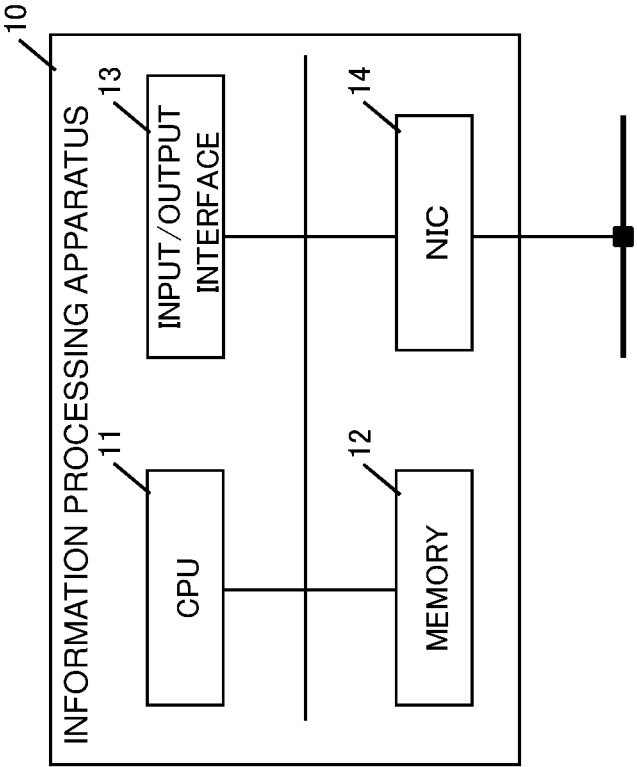 10
INFORMATION PROCESSING APPARATUS
11
CPU
13
INPUT/OUTPUT
INTERFACE
12
MEMORY
14
NIC